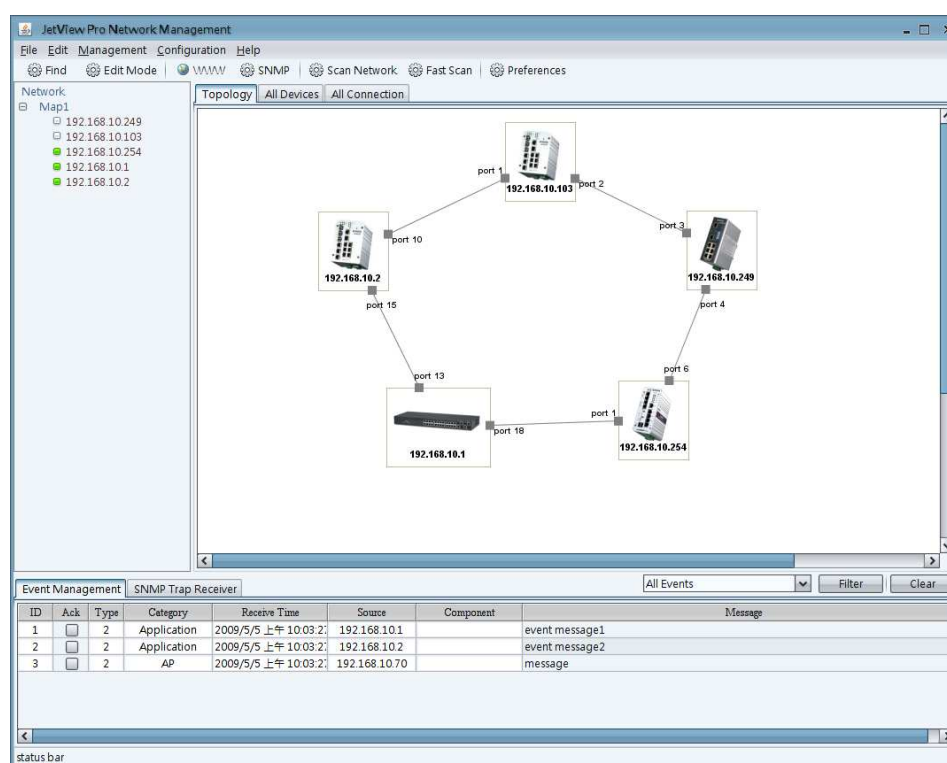 JetView Pro Network Management
File Edit Management Configuration Help
Find Edit Mode WWW SNMP Scan Network Fast Scan Preferences
Network
Map1
192.168.10.249
192.168.10.103
192.168.10.254
192.168.10.1
192.168.10.2
Topology All Devices All Connection
port 1
192.168.10.103
port 2
port 3
192.168.10.249
port 10
192.168.10.2
port 15
port 4
port 13
port 6
port 1
port 18
192.168.10.1
192.168.10.254
Event Management SNMP Trap Receiver All Events Filter Clear
ID Ack Type Category Receive Time Source Component Message
1 2 Application 2009/5/5 上午 10:03:2 192.168.10.1 event message1
2 2 Application 2009/5/5 上午 10:03:2 192.168.10.2 event message2
3 2 AP 2009/5/5 上午 10:03:2 192.168.10.70 message
status bar